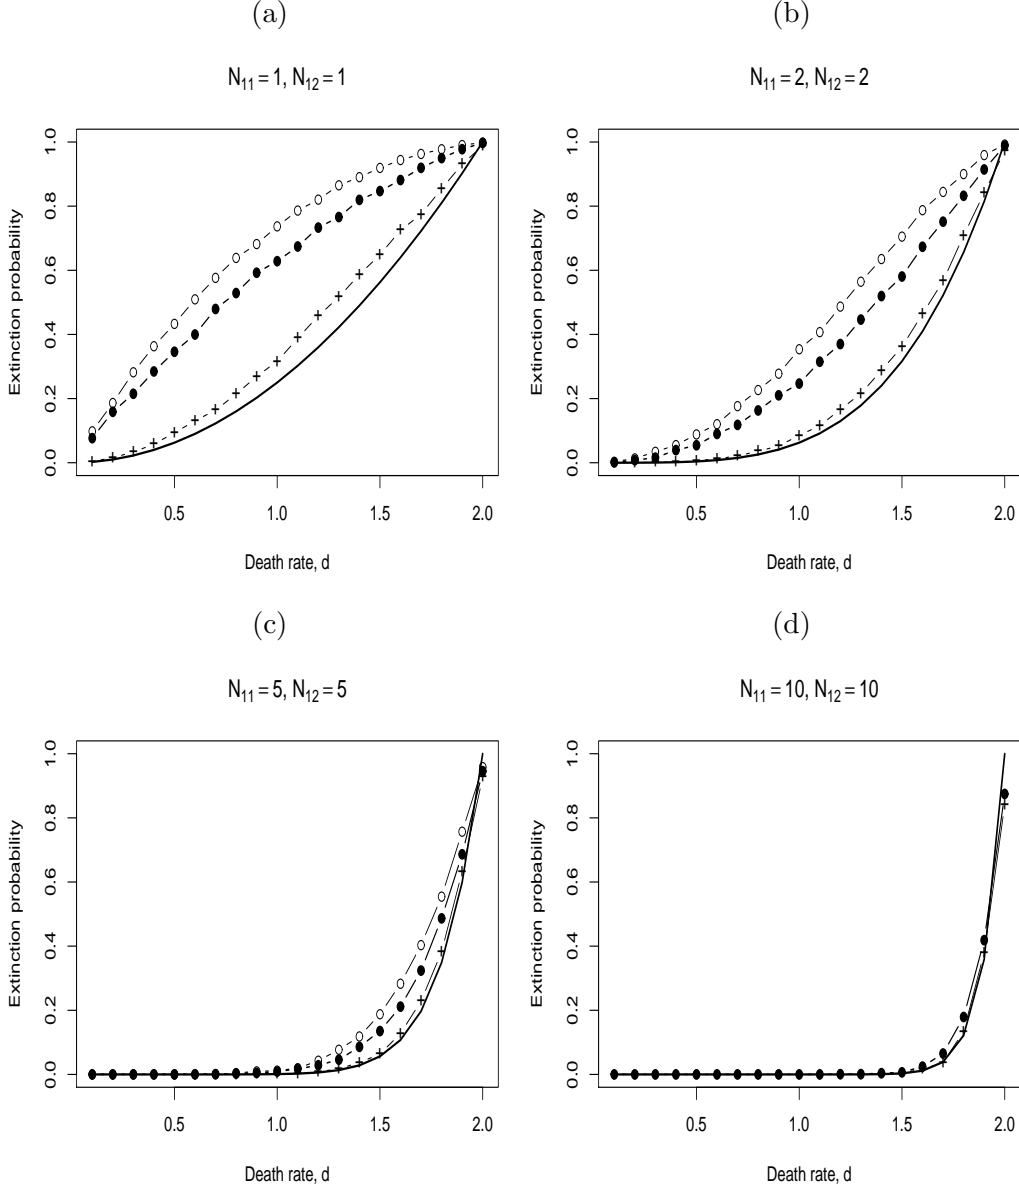 (a)
N11 = 1, N12 = 1
Extinction probability
0.0 0.2 0.4 0.6 0.8 1.0
0.5 1.0 1.5 2.0
Death rate, d
(b)
N11 = 2, N12 = 2
Extinction probability
0.0 0.2 0.4 0.6 0.8 1.0
0.5 1.0 1.5 2.0
Death rate, d
(c)
N11 = 5, N12 = 5
Extinction probability
0.0 0.2 0.4 0.6 0.8 1.0
0.5 1.0 1.5 2.0
Death rate, d
(d)
N11 = 10, N12 = 10
Extinction probability
0.0 0.2 0.4 0.6 0.8 1.0
0.5 1.0 1.5 2.0
Death rate, d